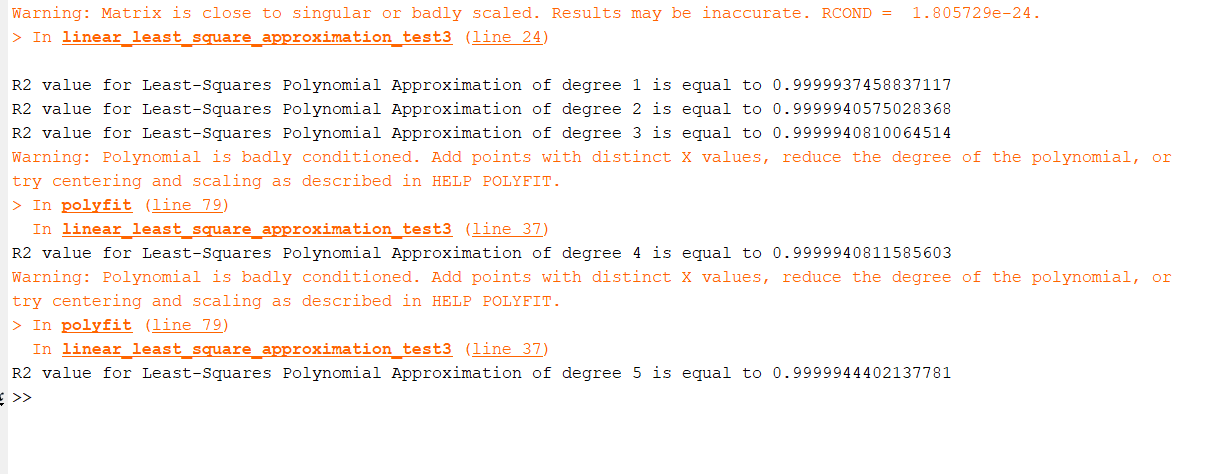 Warning: Matrix is close to singular or badly scaled. Results may be inaccurate. RCOND =  1.805729e-24.
> In linear_least_square_approximation_test3 (line 24)
R2 value for Least-Squares Polynomial Approximation of degree 1 is equal to 0.9999937458837117
R2 value for Least-Squares Polynomial Approximation of degree 2 is equal to 0.9999940575028368
R2 value for Least-Squares Polynomial Approximation of degree 3 is equal to 0.9999940810064514
Warning: Polynomial is badly conditioned. Add points with distinct X values, reduce the degree of the polynomial, or
try centering and scaling as described in HELP POLYFIT.
> In polyfit (line 79)
  In linear_least_square_approximation_test3 (line 37)
R2 value for Least-Squares Polynomial Approximation of degree 4 is equal to 0.9999940811585603
Warning: Polynomial is badly conditioned. Add points with distinct X values, reduce the degree of the polynomial, or
try centering and scaling as described in HELP POLYFIT.
> In polyfit (line 79)
  In linear_least_square_approximation_test3 (line 37)
R2 value for Least-Squares Polynomial Approximation of degree 5 is equal to 0.9999944402137781
>>